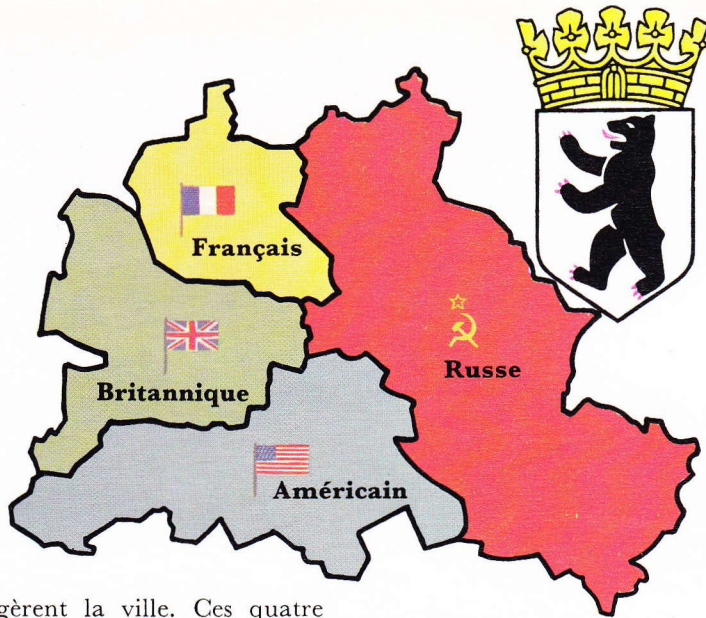 Français
Britannique
Russe
Américain
gèrent la ville. Ces quatre